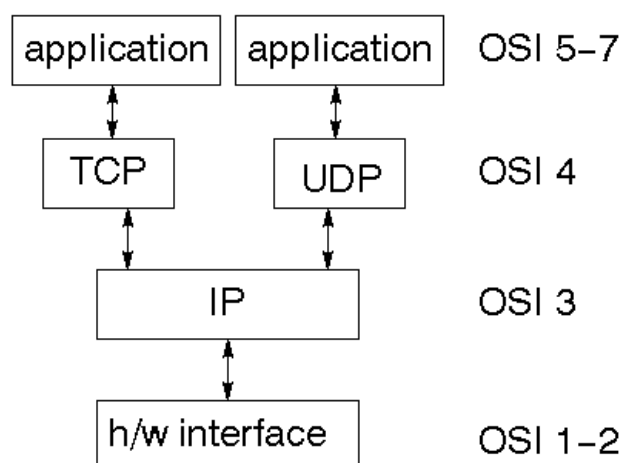 application application OSI 5–7
TCP UDP OSI 4
IP OSI 3
h/w interface OSI 1–2